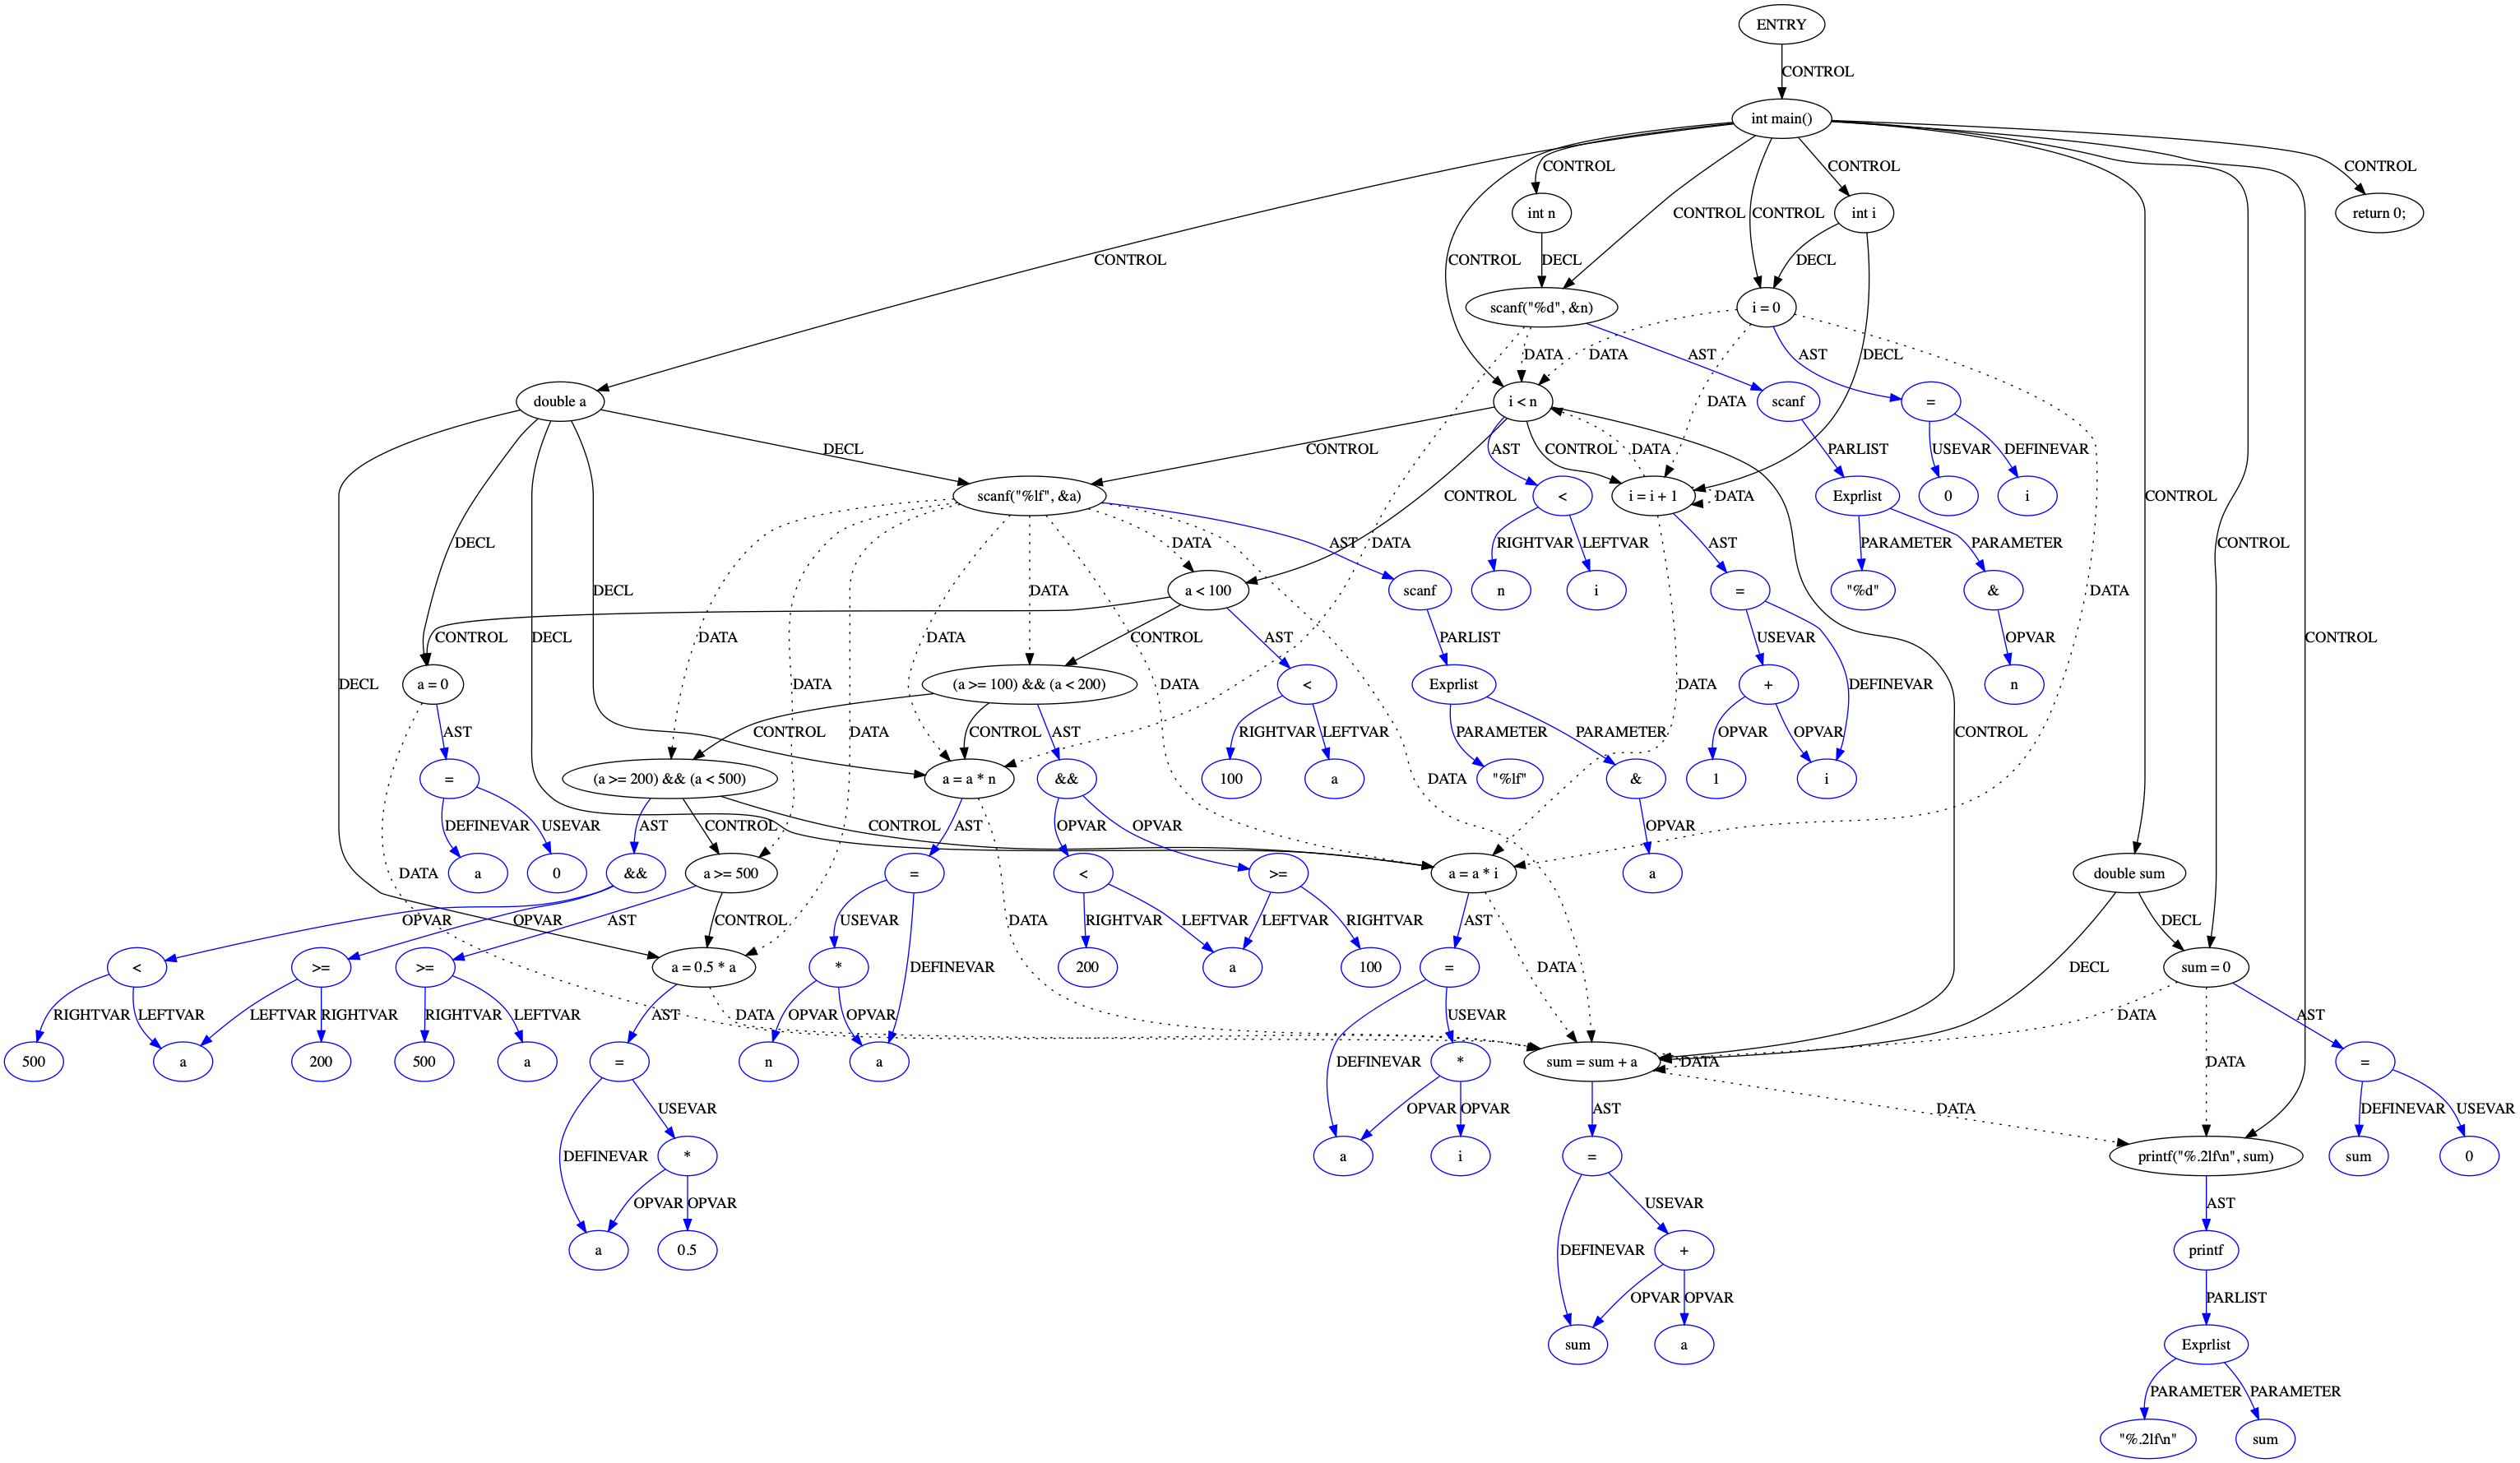 ENTRY
CONTROL
int main()
CONTROL CONTROL CONTROL
int n int i return 0;
CONTROL CONTROL
CONTROL CONTROL DECL DECL
scanf("%d", &n) i = 0
DATA DATA AST AST DECL
double a i < n scanf =
DATA
DECL CONTROL CONTROL AST DATA PARLIST USEVAR DEFINEVAR
scanf("%lf", &a) < i = i + 1 Exprlist 0 i
CONTROL DATA CONTROL
DECL DATA AST DATA RIGHTVAR LEFTVAR AST PARAMETER PARAMETER CONTROL
DECL DATA DATA
a < 100 scanf n i = "%d" &
CONTROL DECL DATA DATA CONTROL AST PARLIST USEVAR OPVAR CONTROL
a = 0 (a >= 100) && (a < 200) < Exprlist + n
DECL DATA DATA DATA DEFINEVAR
AST CONTROL CONTROL AST RIGHTVAR LEFTVAR PARAMETER PARAMETER OPVAR OPVAR CONTROL
= (a >= 200) && (a < 500) a = a * n && 100 a "%lf" & 1 i
DATA
DEFINEVAR USEVAR AST CONTROL CONTROL AST OPVAR OPVAR OPVAR
DATA a 0 && a >= 500 = < >= a = a * i a double sum
OPVAR OPVAR AST CONTROL USEVAR DATA RIGHTVAR LEFTVAR LEFTVAR RIGHTVAR AST DECL
< >= >= a = 0.5 * a * DEFINEVAR 200 a 100 = DATA DECL sum = 0
RIGHTVAR LEFTVAR LEFTVAR RIGHTVAR RIGHTVAR LEFTVAR AST DATA OPVAR OPVAR USEVAR DATA AST
500 a 200 500 a = n a DEFINEVAR * sum = sum + a DATA DATA =
USEVAR OPVAR OPVAR AST DATA DEFINEVAR USEVAR
DEFINEVAR * a i = printf("%.2lf\n", sum) sum 0
OPVAR OPVAR USEVAR AST
a 0.5 DEFINEVAR + printf
OPVAR OPVAR PARLIST
sum a Exprlist
PARAMETER PARAMETER
"%.2lf\n" sum